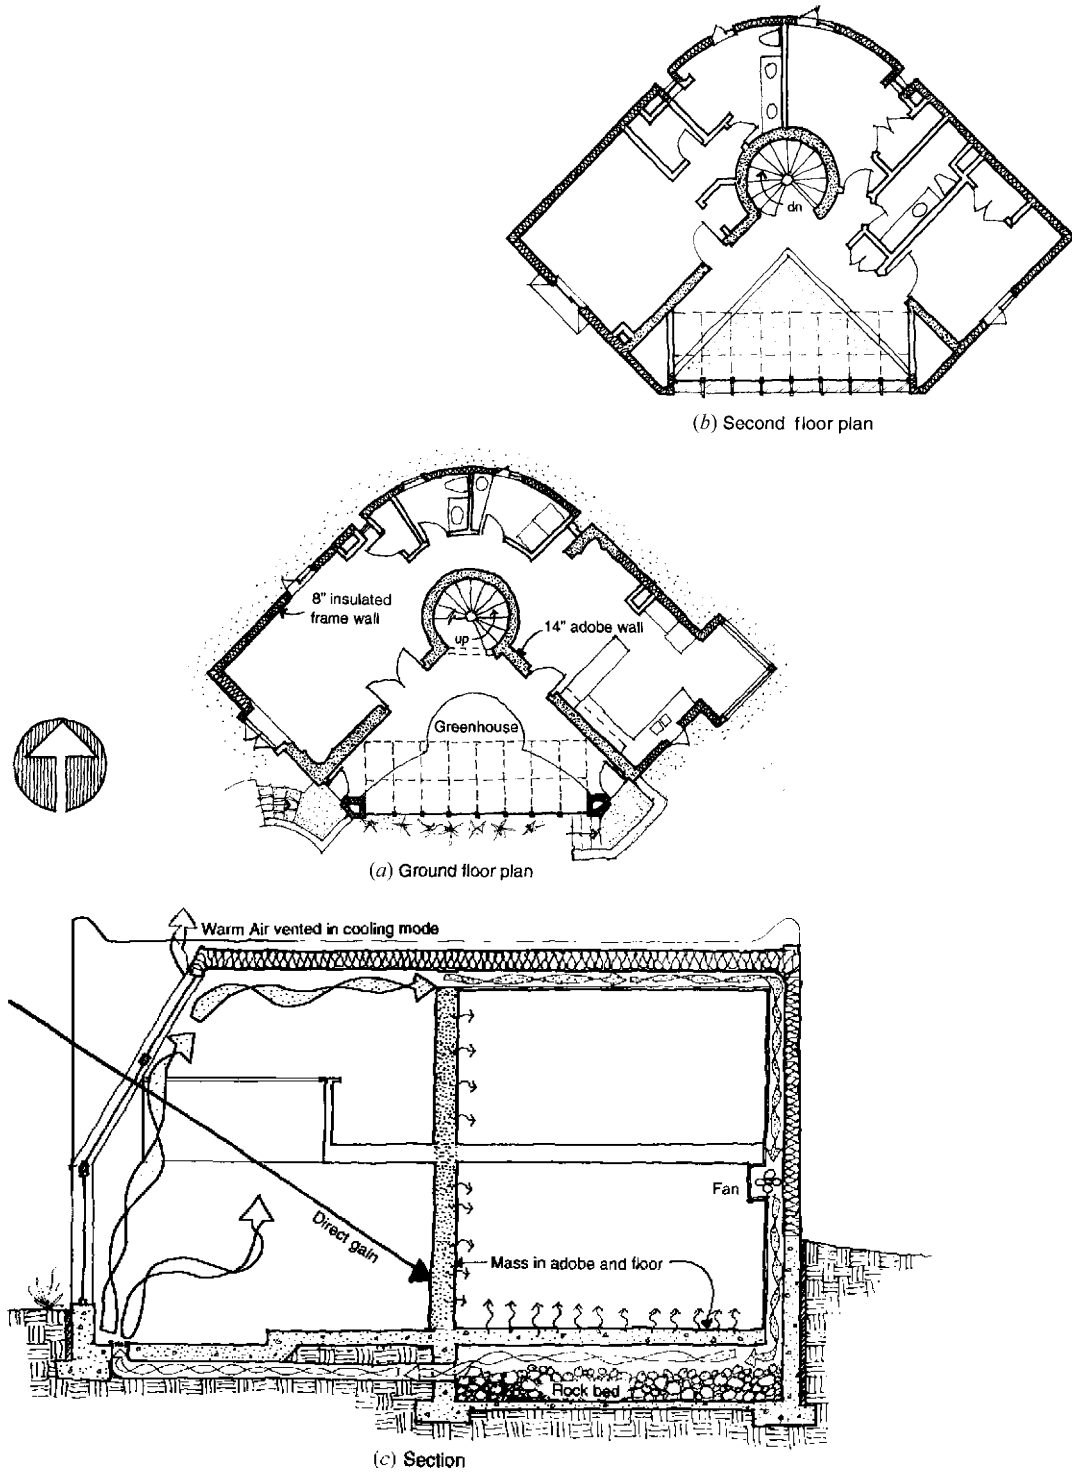 dn
(b) Second floor plan
8" insulated
frame wall
up
14" adobe wall
Greenhouse
(a) Ground floor plan
Warm Air vented in cooling mode
Fan
Direct gain
Mass in adobe and floor
Rock bed
(c) Section